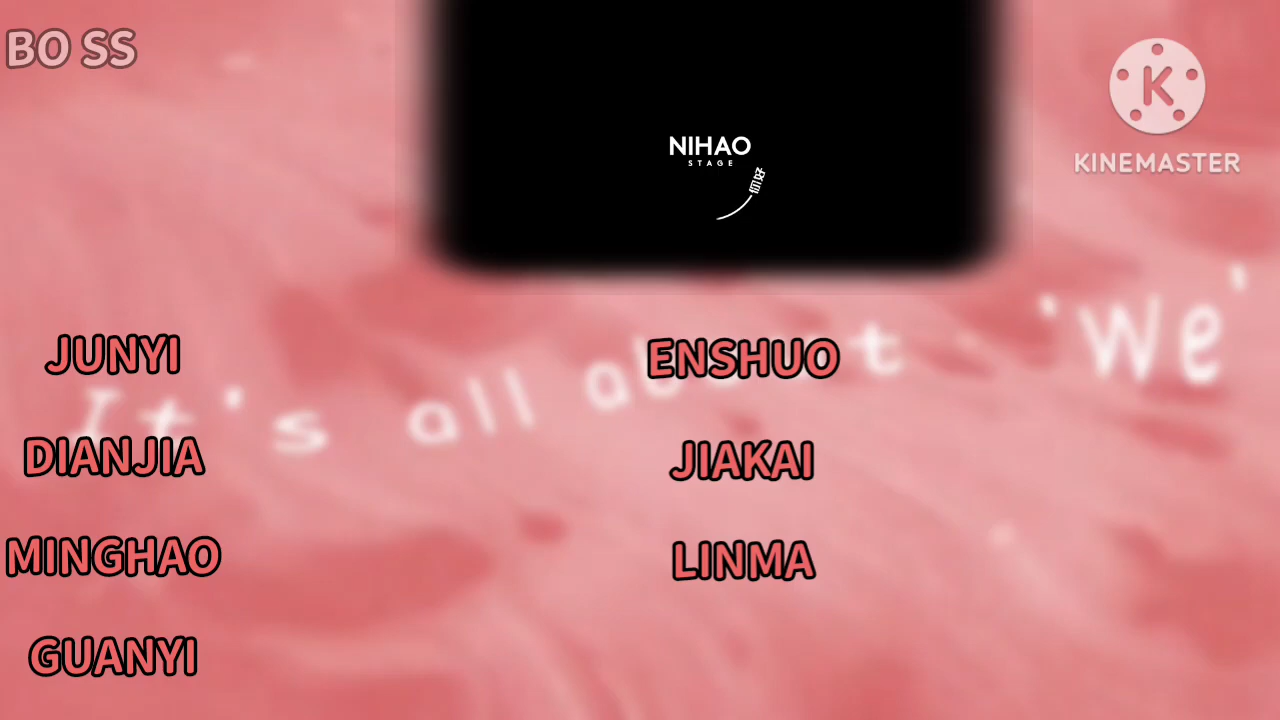 BO SS
KINEMASTER
NIHAO
STAGE
你好
It's all about 'We'
JUNYI
ENSHUO
DIANJIA
JIAKAI
MINGHAO
LINMA
GUANYI